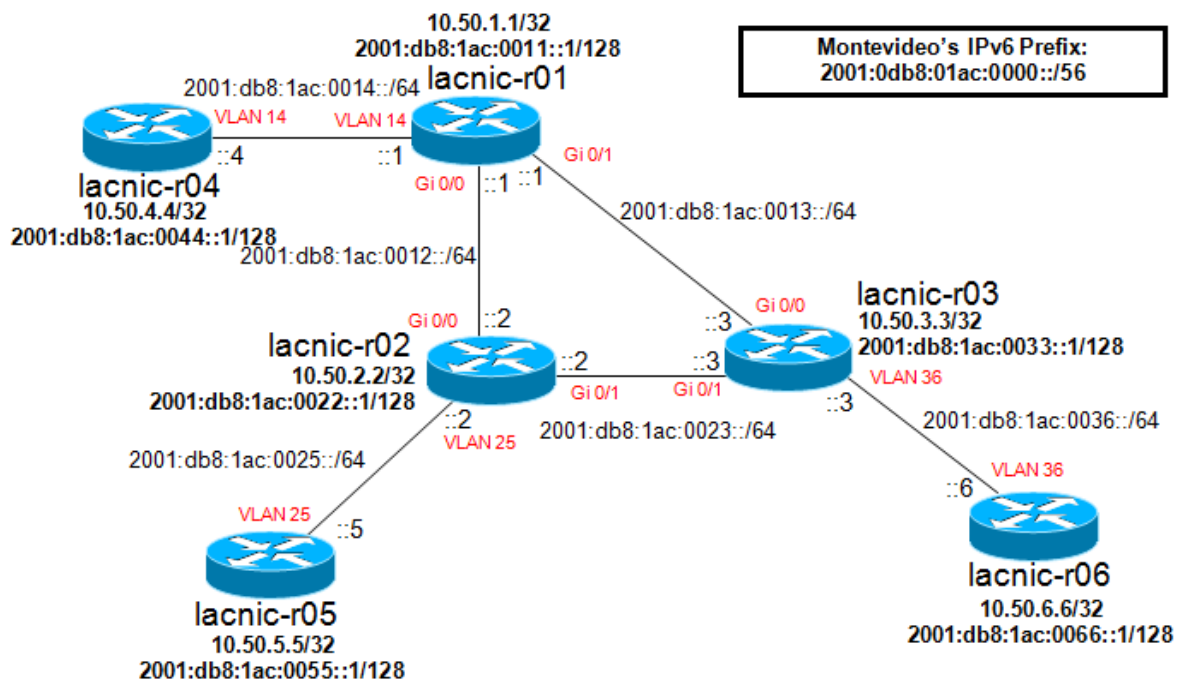 10.50.1.1/32
2001:db8:1ac:0011::1/128
lacnic-r01
Montevideo's IPv6 Prefix:
2001:0db8:01ac:0000::/56
2001:db8:1ac:0014::/64
VLAN 14
VLAN 14
::4
::1
lacnic-r04
10.50.4.4/32
2001:db8:1ac:0044::1/128
Gi 0/0
::1
::1
Gi 0/1
2001:db8:1ac:0013::/64
2001:db8:1ac:0012::/64
Gi 0/0
::2
lacnic-r02
10.50.2.2/32
2001:db8:1ac:0022::1/128
::2
Gi 0/1
Gi 0/0
::3
::3
Gi 0/1
lacnic-r03
10.50.3.3/32
2001:db8:1ac:0033::1/128
VLAN 36
::3
::2
VLAN 25
2001:db8:1ac:0023::/64
2001:db8:1ac:0036::/64
2001:db8:1ac:0025::/64
VLAN 25
::5
lacnic-r05
10.50.5.5/32
2001:db8:1ac:0055::1/128
VLAN 36
::6
lacnic-r06
10.50.6.6/32
2001:db8:1ac:0066::1/128